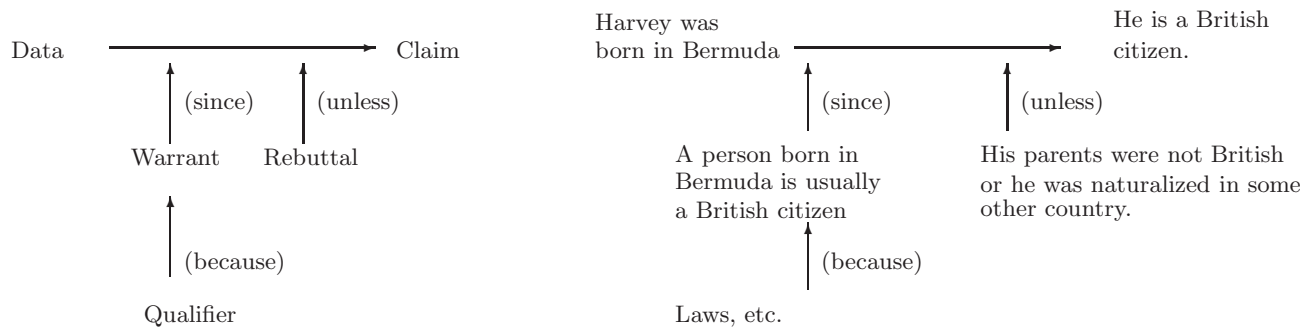 Data
Claim
(since)
(unless)
Warrant
Rebuttal
(because)
Qualifier
Harvey was
born in Bermuda
He is a British
citizen.
(since)
(unless)
A person born in
Bermuda is usually
a British citizen
His parents were not British
or he was naturalized in some
other country.
(because)
Laws, etc.